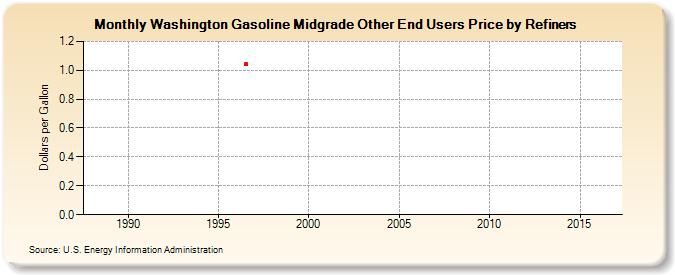 Monthly Washington Gasoline Midgrade Other End Users Price by Refiners
Dollars per Gallon
1.2
1.0
0.8
0.6
0.4
0.2
0.0
1990 1995 2000 2005 2010 2015
Source: U.S. Energy Information Administration